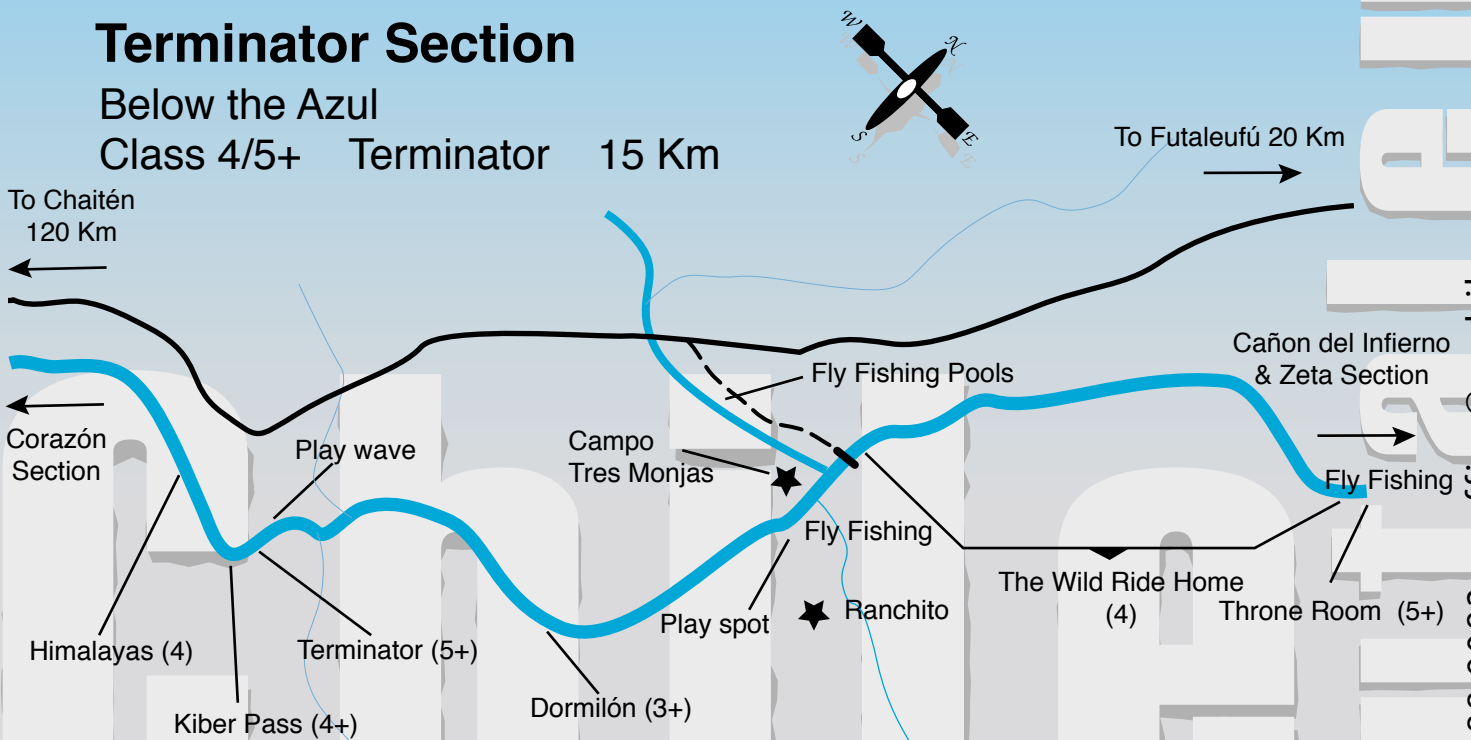 Terminator Section
Below the Azul
Class 4/5+ Terminator 15 Km
W
N
S
E
To Futaleufú 20 Km
To Chaitén
120 Km
Cañon del Infierno
& Zeta Section
Fly Fishing Pools
Corazón
Section
Play wave
Campo
Tres Monjas
Fly Fishing
Fly Fishing
The Wild Ride Home
(4)
Throne Room (5+)
Ranchito
Play spot
Himalayas (4)
Terminator (5+)
Dormilón (3+)
Kiber Pass (4+)